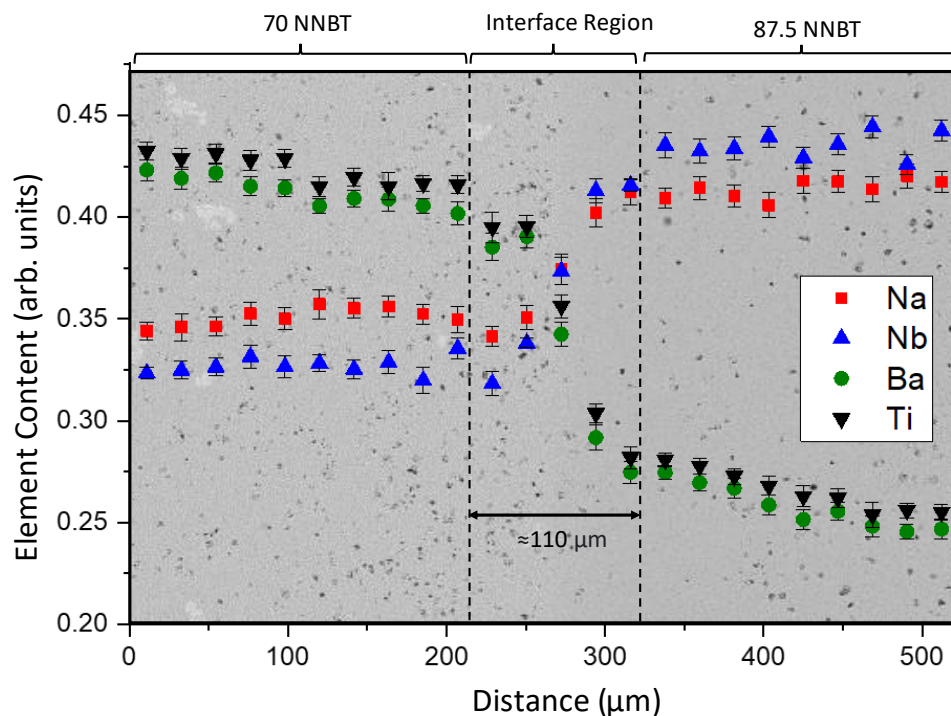 70 NNBT
Interface Region
87.5 NNBT
Element Content (arb. units)
0.45
0.40
0.35
0.30
0.25
0.20
Na
Nb
Ba
Ti
≈110 μm
0
100
200
300
400
500
Distance (μm)